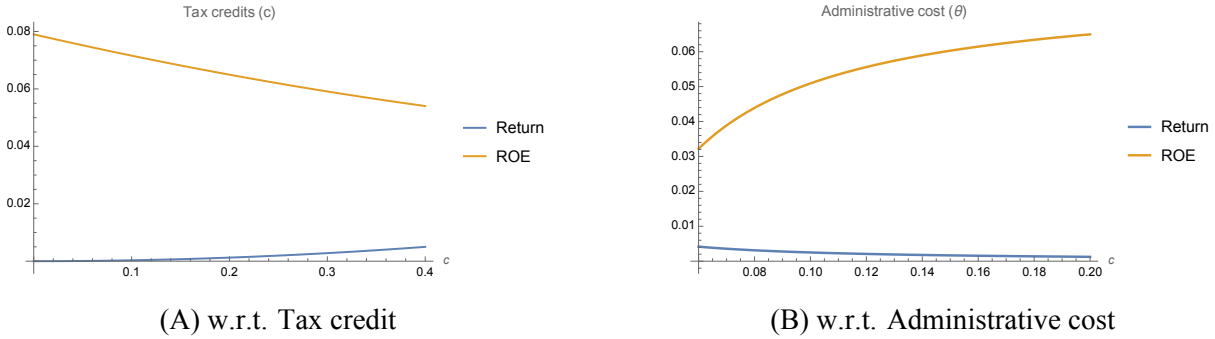 Tax credits (c)
0.08
0.06
0.04
0.02
0.1
0.2
0.3
0.4
c
Return
ROE
(A) w.r.t. Tax credit
Administrative cost (θ)
0.06
0.05
0.04
0.03
0.02
0.01
0.08
0.10
0.12
0.14
0.16
0.18
0.20
c
Return
ROE
(B) w.r.t. Administrative cost